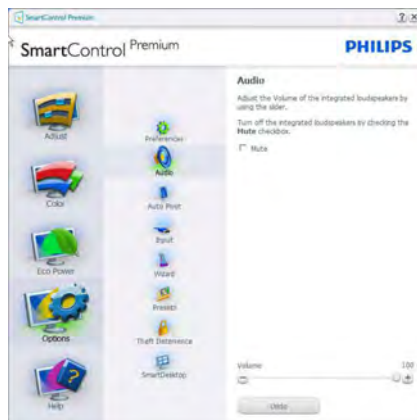 SmartControl Premium
SmartControl Premium
PHILIPS
Adjust
Color
Eco Power
Options
Help
Preferences
Audio
Auto Pivot
Input
Wizard
Presets
Theft Deterrence
SmartDesktop
Audio
Adjust the Volume of the integrated loudspeakers by
using the slider.
Turn off the integrated loudspeakers by checking the
Mute checkbox.
Mute
Volume 100
Undo